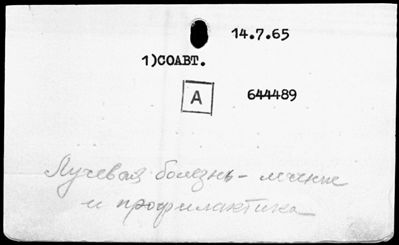 14.7.65
1)СОАВТ.
А 644489
Лучевая болезнь - лечение
и профилактика